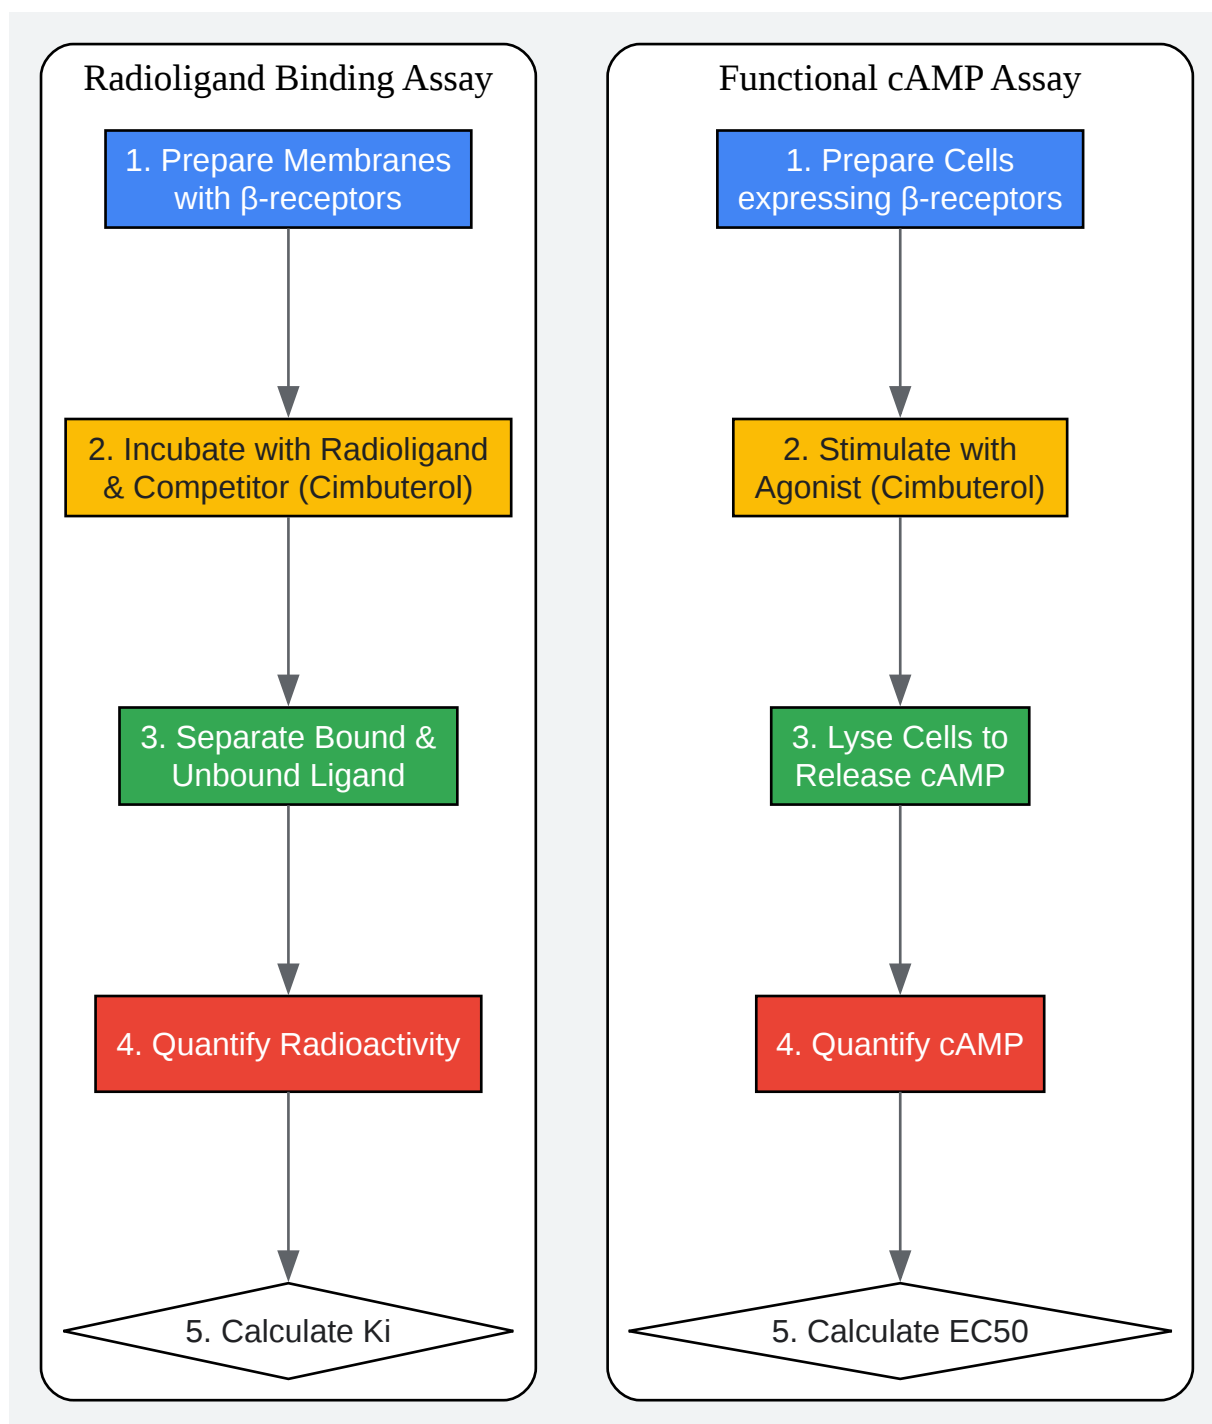 Radioligand Binding Assay
1. Prepare Membranes
with β-receptors
2. Incubate with Radioligand
& Competitor (Cimbuterol)
3. Separate Bound &
Unbound Ligand
4. Quantify Radioactivity
5. Calculate Ki
Functional cAMP Assay
1. Prepare Cells
expressing β-receptors
2. Stimulate with
Agonist (Cimbuterol)
3. Lyse Cells to
Release cAMP
4. Quantify cAMP
5. Calculate EC50